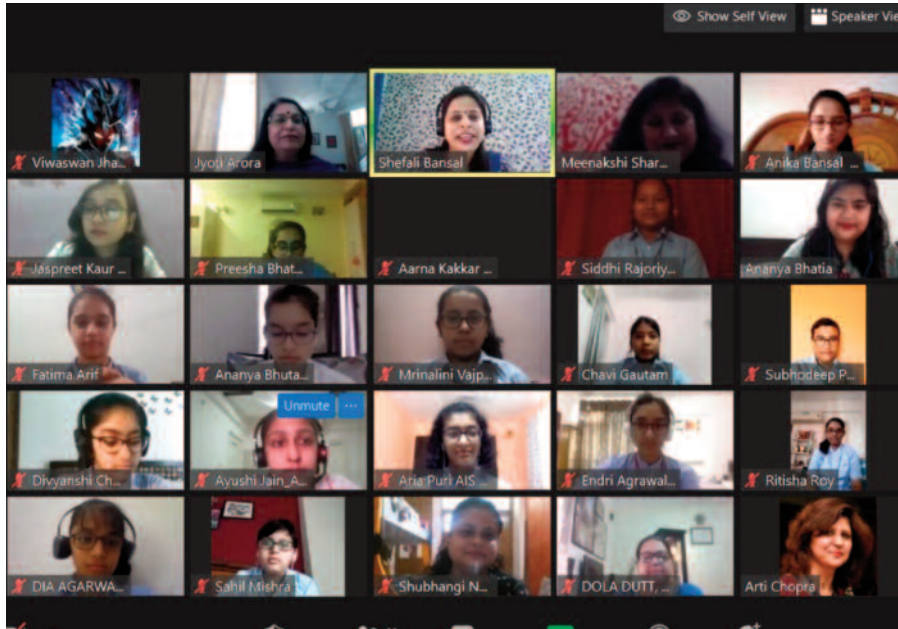 Show Self View
Speaker Vie
Viwaswan Jha...
Jyoti Arora
Shefali Bansal
Meenakshi Shar...
Anika Bansal ...
Jaspreet Kaur ...
Preesha Bhat...
Aarna Kakkar ...
Siddhi Rajoriy...
Ananya Bhatia
Fatima Arif
Ananya Bhuta...
Mrinalini Vajp...
Chavi Gautam
Subhodeep P...
Unmute ...
Divyanshi Ch...
Ayushi Jain_A...
Aria Puri AIS ...
Endri Agrawal...
Ritisha Roy
DIA AGARWA...
Sahil Mishra
Shubhangi N...
DOLA DUTT, ...
Arti Chopra